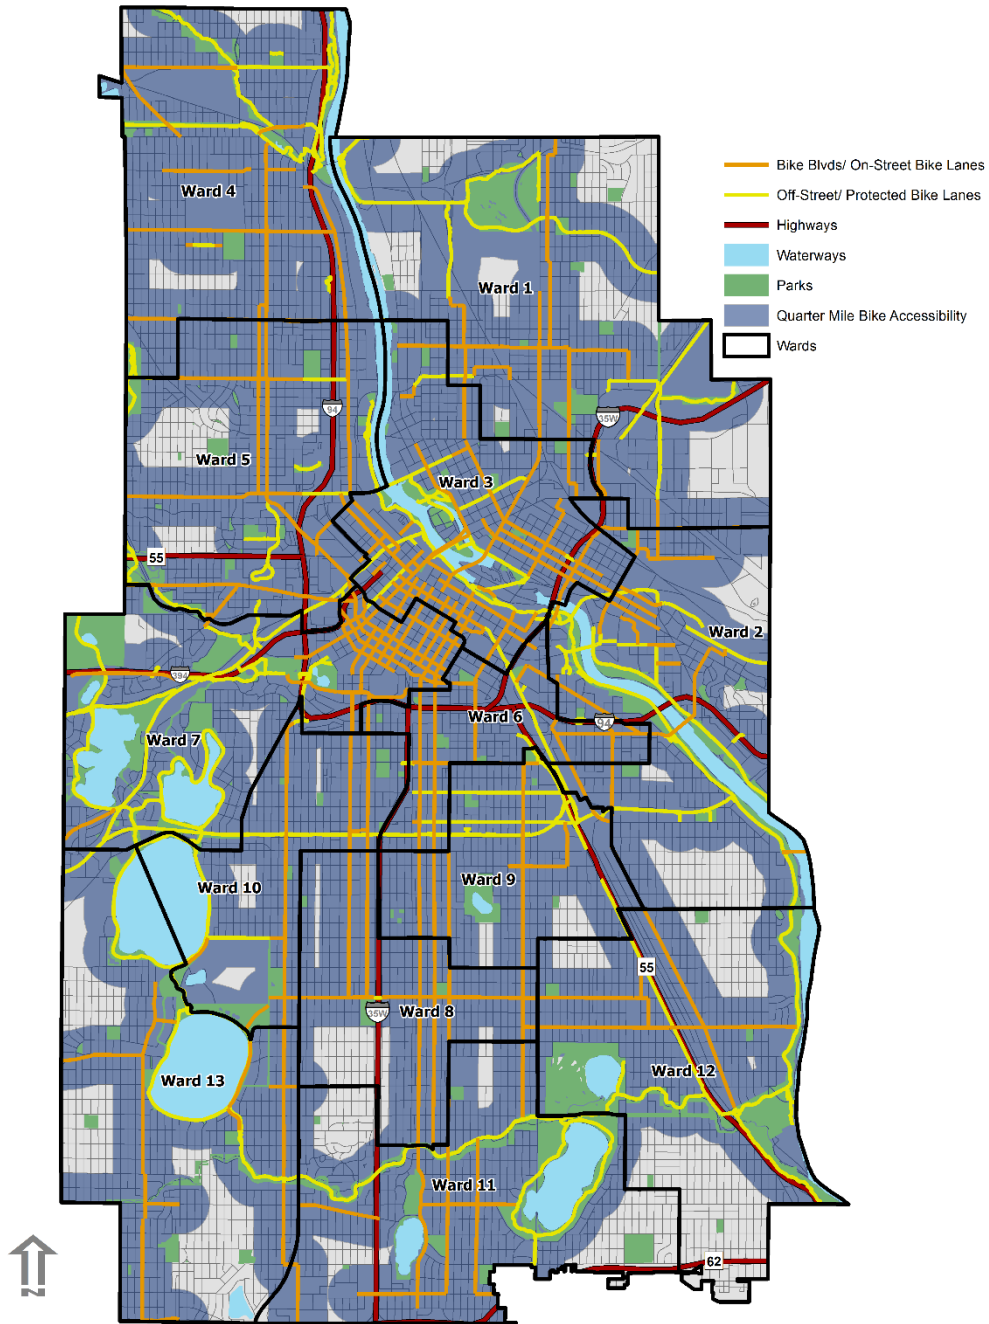 Bike Blvds/ On-Street Bike Lanes
Off-Street/ Protected Bike Lanes
Highways
Waterways
Parks
Quarter Mile Bike Accessibility
Wards
Ward 4
Ward 1
94
35W
Ward 5
Ward 3
55
Ward 2
394
Ward 6
94
Ward 7
Ward 10
Ward 9
55
35W
Ward 8
Ward 12
Ward 13
Ward 11
62
N